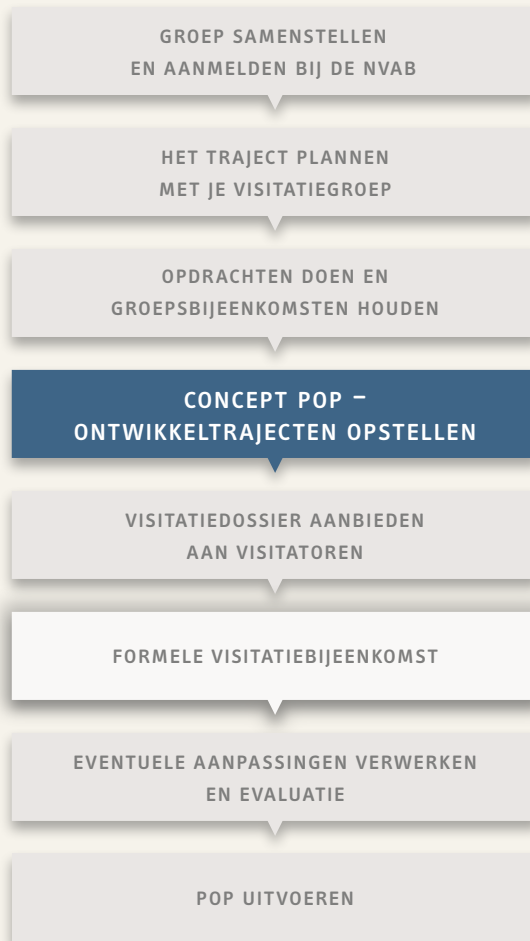 GROEP SAMENSTELLEN
EN AANMELDEN BIJ DE NVAB
HET TRAJECT PLANNEN
MET JE VISITATIEGROEP
OPDRACHTEN DOEN EN
GROEPSBIJEENKOMSTEN HOUDEN
CONCEPT POP –
ONTWIKKELTRAJECTEN OPSTELLEN
VISITATIEDOSSIER AANBIEDEN
AAN VISITATOREN
FORMELE VISITATIEBIJEENKOMST
EVENTUELE AANPASSINGEN VERWERKEN
EN EVALUATIE
POP UITVOEREN